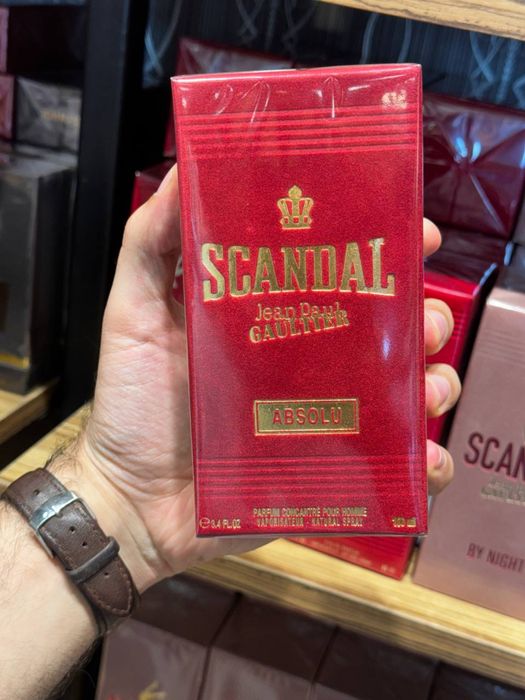 SCANDAL
Jean Paul
GAULTIER
ABSOLU
PARFUM CONCENTRÉ POUR HOMME
℮ 3.4 FL.OZ VAPORISATEUR - NATURAL SPRAY 100 ml
SCAN
BY NIGHT